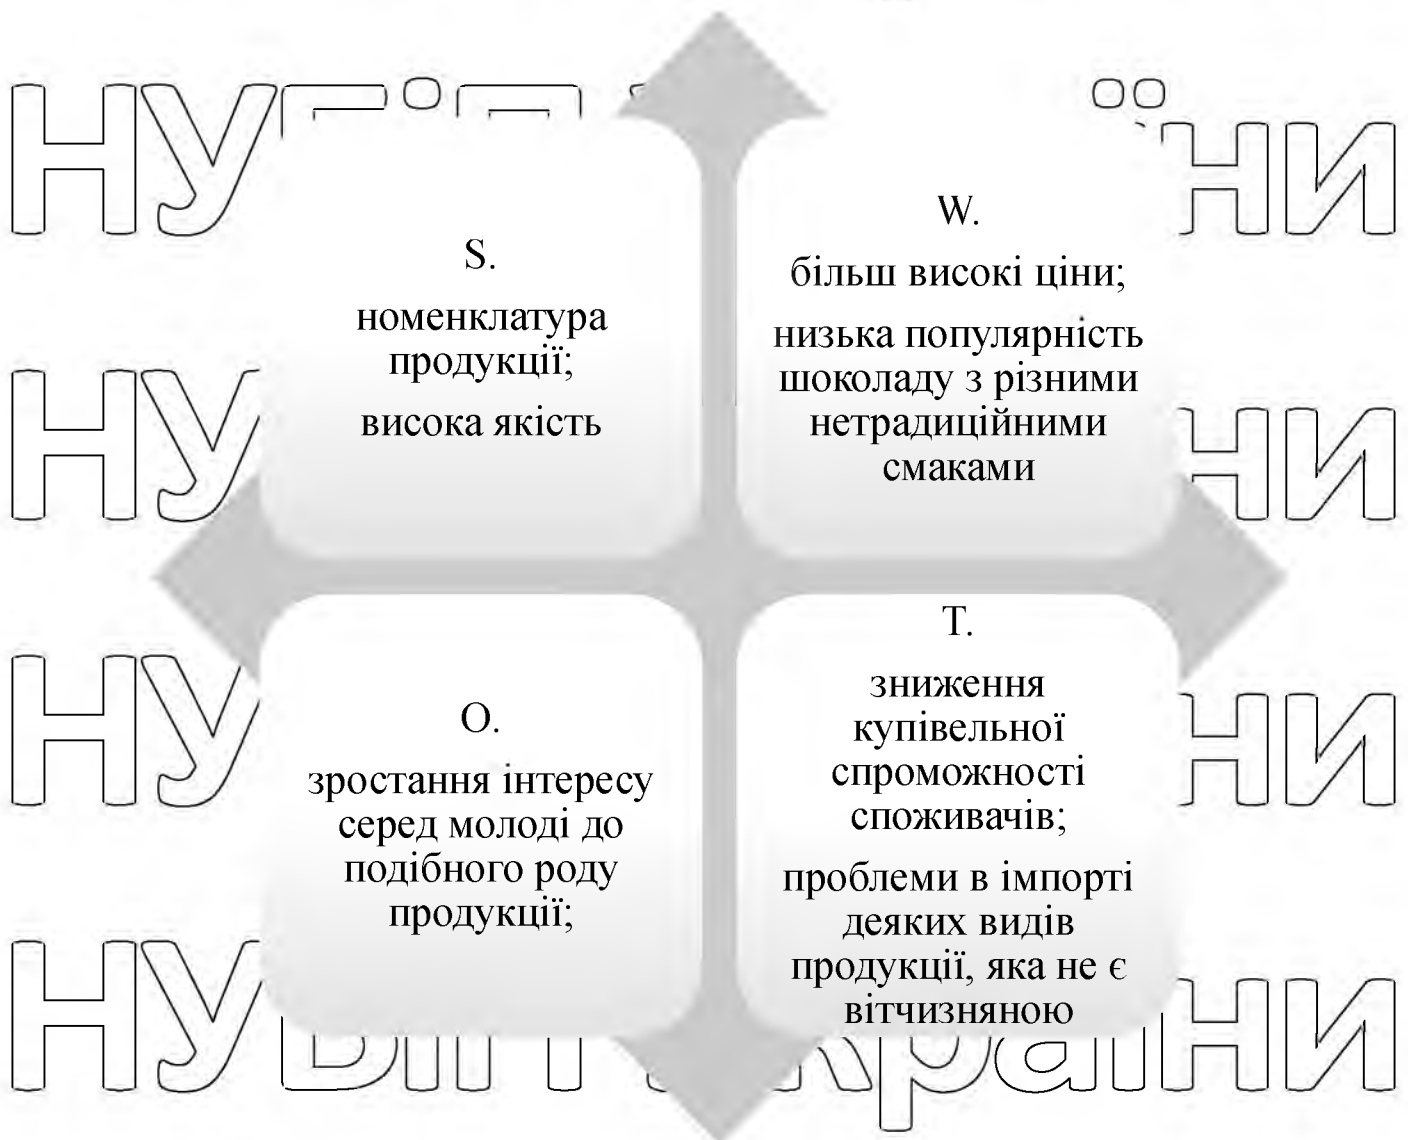 S.
номенклатура
продукції;
висока якість
W.
більш високі ціни;
низька популярність
шоколаду з різними
нетрадиційними
смаками
O.
зростання інтересу
серед молоді до
подібного роду
продукції;
T.
зниження
купівельної
спроможності
споживачів;
проблеми в імпорті
деяких видів
продукції, яка не є
вітчизняною